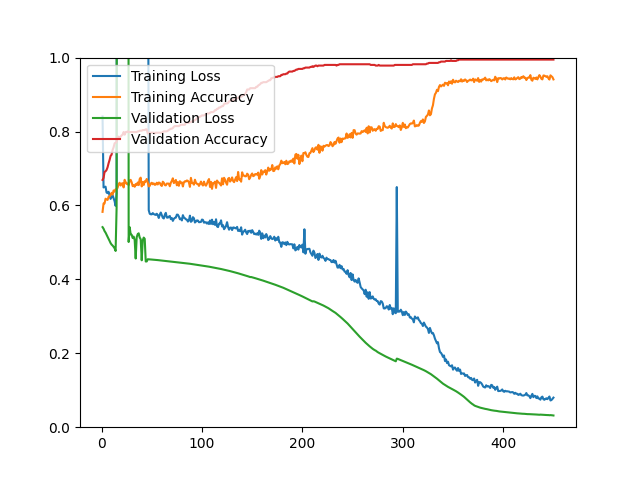 1.0
0.8
0.6
0.4
0.2
0.0
Training Loss
Training Accuracy
Validation Loss
Validation Accuracy
0 100 200 300 400